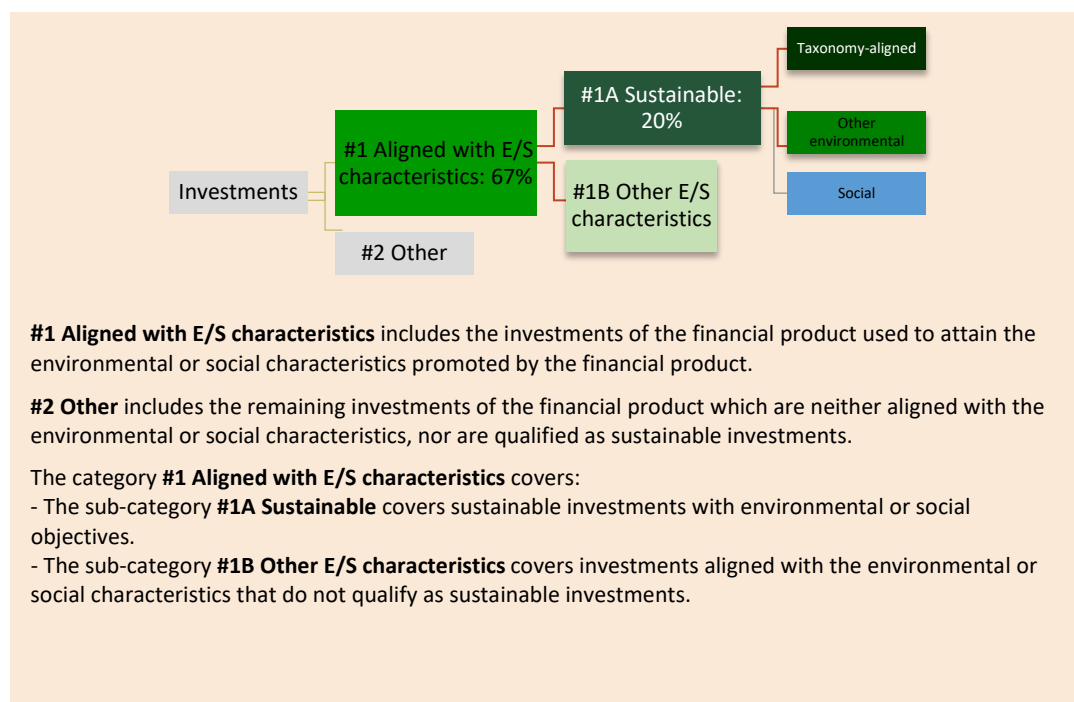 Taxonomy-aligned
#1A Sustainable:
20%
Other
environmental
#1 Aligned with E/S
characteristics: 67%
Investments
#1B Other E/S
characteristics
Social
#2 Other
#1 Aligned with E/S characteristics includes the investments of the financial product used to attain the
environmental or social characteristics promoted by the financial product.
#2 Other includes the remaining investments of the financial product which are neither aligned with the
environmental or social characteristics, nor are qualified as sustainable investments.
The category #1 Aligned with E/S characteristics covers:
- The sub-category #1A Sustainable covers sustainable investments with environmental or social
objectives.
- The sub-category #1B Other E/S characteristics covers investments aligned with the environmental or
social characteristics that do not qualify as sustainable investments.